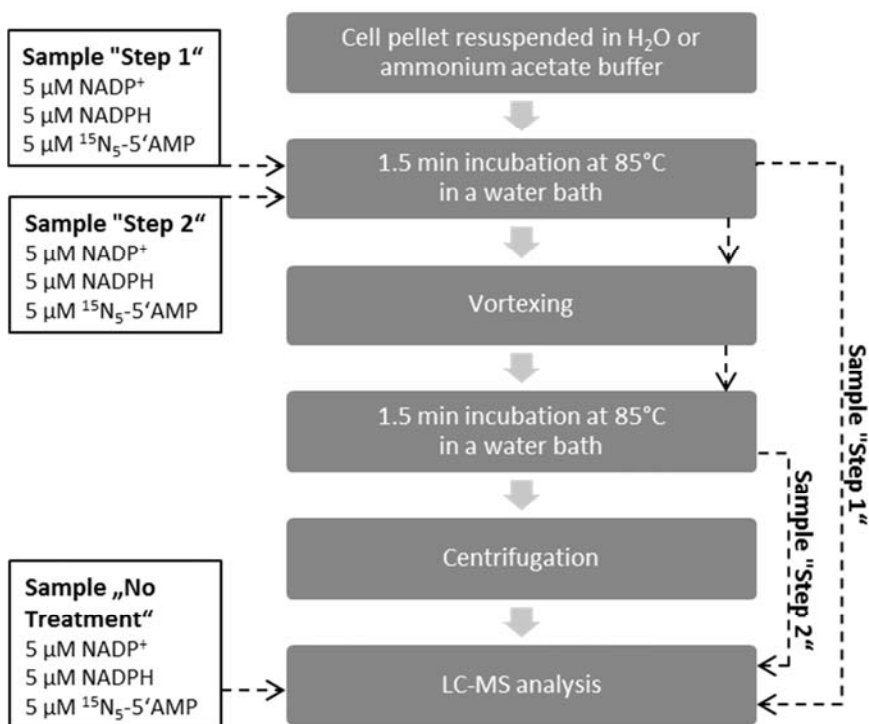 Sample "Step 1“
5 µM NADP⁺
5 µM NADPH
5 µM ¹⁵N₅-5‘AMP
Sample "Step 2“
5 µM NADP⁺
5 µM NADPH
5 µM ¹⁵N₅-5‘AMP
Sample „No
Treatment“
5 µM NADP⁺
5 µM NADPH
5 µM ¹⁵N₅-5‘AMP
Cell pellet resuspended in H₂O or
ammonium acetate buffer
1.5 min incubation at 85°C
in a water bath
Vortexing
1.5 min incubation at 85°C
in a water bath
Centrifugation
LC-MS analysis
Sample "Step 2“
Sample "Step 1“